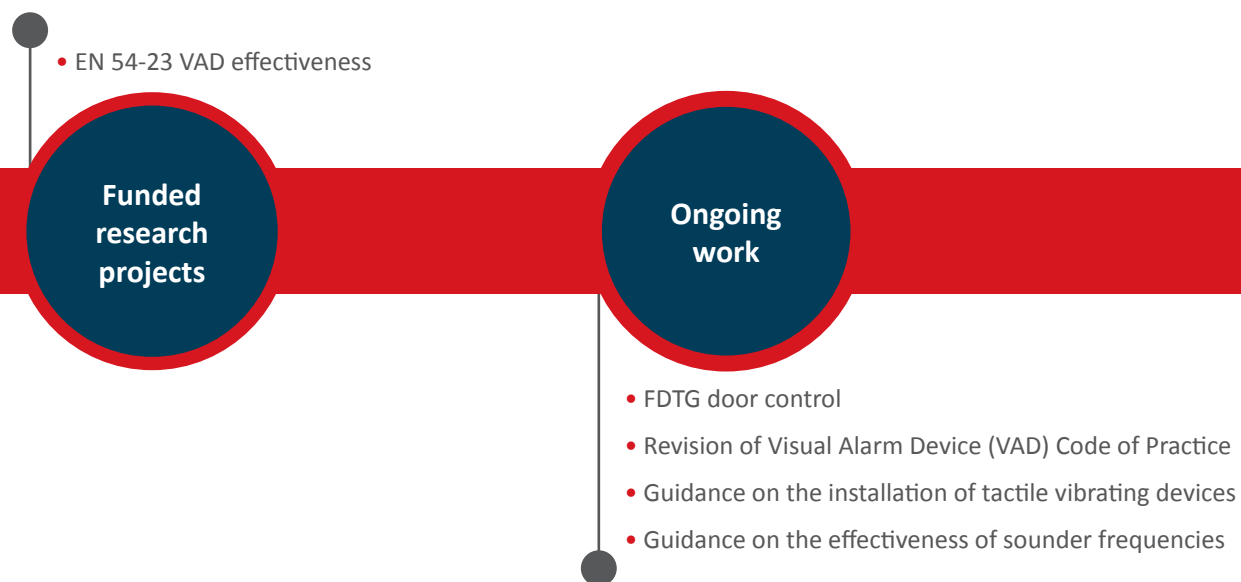 • EN 54-23 VAD effectiveness
Funded
research
projects
Ongoing
work
• FDTG door control
• Revision of Visual Alarm Device (VAD) Code of Practice
• Guidance on the installation of tactile vibrating devices
• Guidance on the effectiveness of sounder frequencies